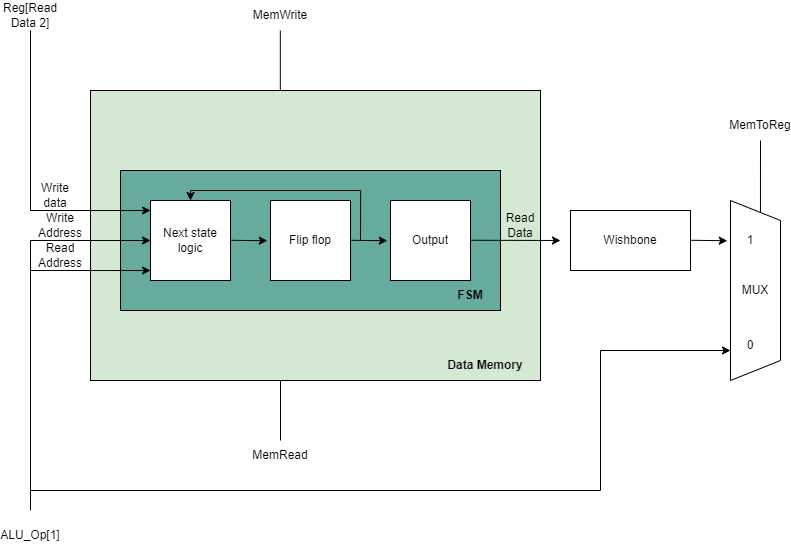 Reg[Read
Data 2]
MemWrite
MemToReg
Write
data
Write
Address
Read
Address
Next state
logic
Flip flop
Output
FSM
Read
Data
Wishbone
1
MUX
0
Data Memory
MemRead
ALU_Op[1]